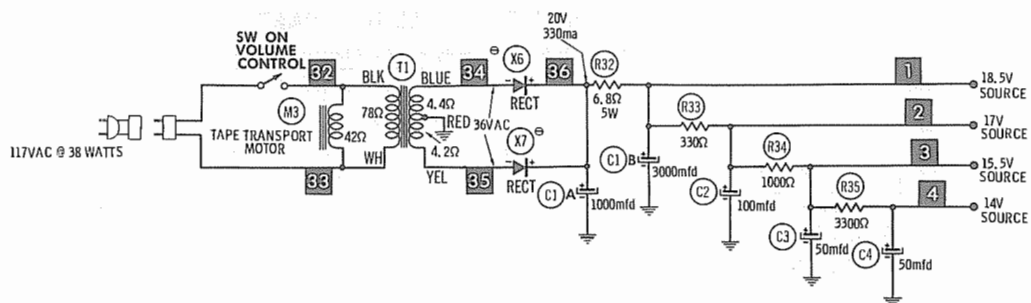 SW ON
VOLUME
CONTROL
32
BLK
T1
BLUE
34
X6
36
20V
330ma
R32
1
M3
RECT
6.8Ω
5W
18.5V
SOURCE
78Ω
4.4Ω
RED
R33
2
TAPE TRANSPORT
MOTOR
42Ω
36VAC
X7
330Ω
17V
SOURCE
117VAC @ 38 WATTS
4.2Ω
R34
3
33
WH
YEL
35
RECT
C1 A
1000mfd
C1 B
3000mfd
1000Ω
15.5V
SOURCE
C2
100mfd
R35
4
3300Ω
14V
SOURCE
C3
50mfd
C4
50mfd